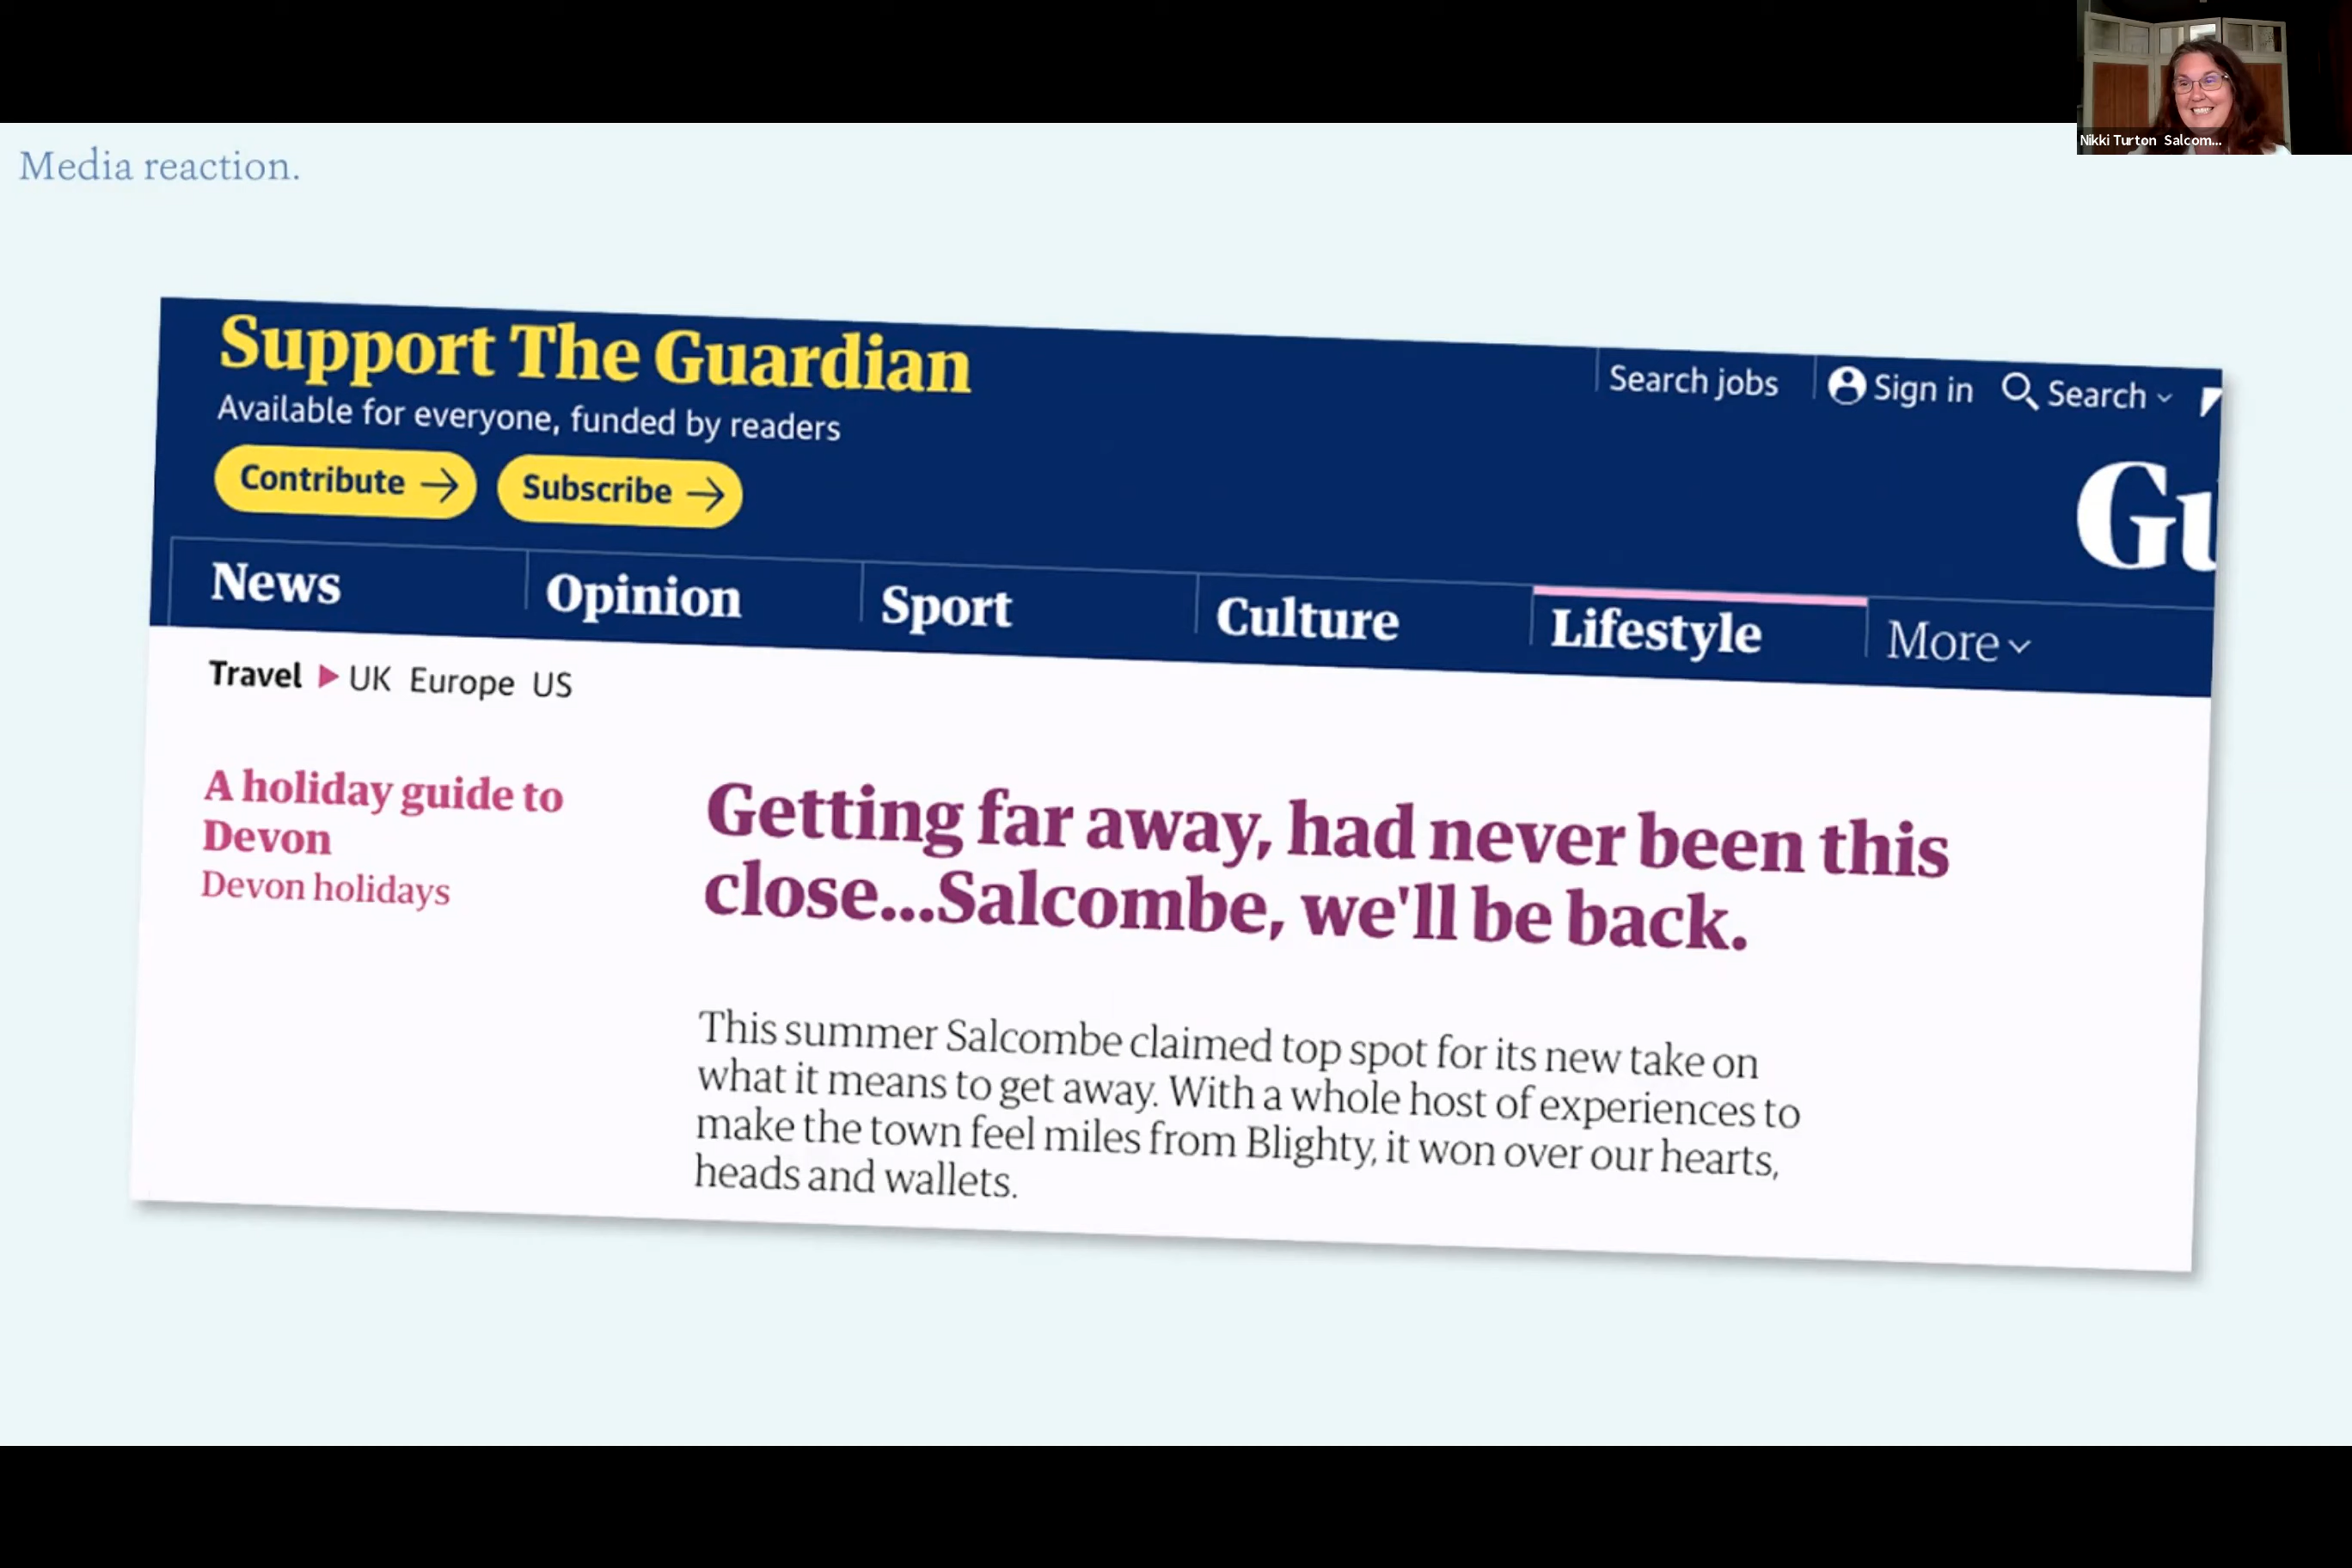 Nikki Turton Salcom...
Media reaction.
Support The Guardian
Available for everyone, funded by readers
Contribute
Subscribe
Search jobs
Sign in
Search
Gu
News
Opinion
Sport
Culture
Lifestyle
More
Travel
UK Europe US
A holiday guide to
Devon
Devon holidays
Getting far away, had never been this
close...Salcombe, we'll be back.
This summer Salcombe claimed top spot for its new take on
what it means to get away. With a whole host of experiences to
make the town feel miles from Blighty, it won over our hearts,
heads and wallets.